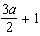 3a/2 + 1